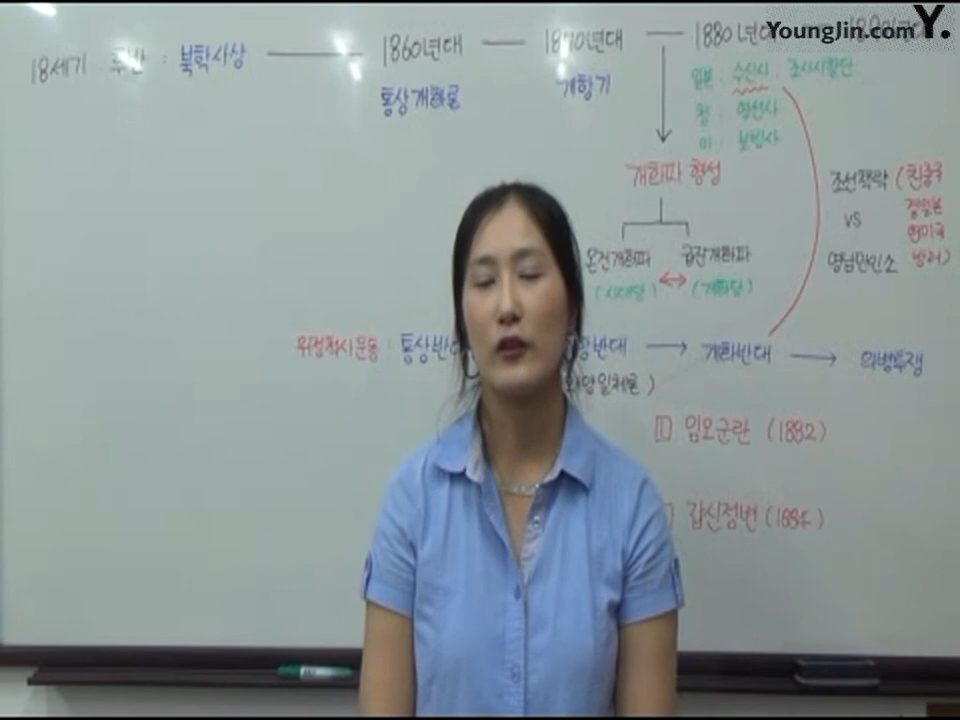 YoungJin.com Y.
18세기 후반 : 북학사상 — 1860년대 — 1870년대 — 1880년대
통상개화론 개항기
일본 : 수신사, 조사시찰단
청 : 영선사
미 : 보빙사
개화파 형성
조선책략 (친중국
vs 결일본
연미국
영남만인소 방러)
온건개화파 급진개화파
(사대당) ↔ (개화당)
위정척사운동 : 통상반대 반대 → 개화반대 → 의병투쟁
양일체론)
임오군란 (1882)
갑신정변 (1884)